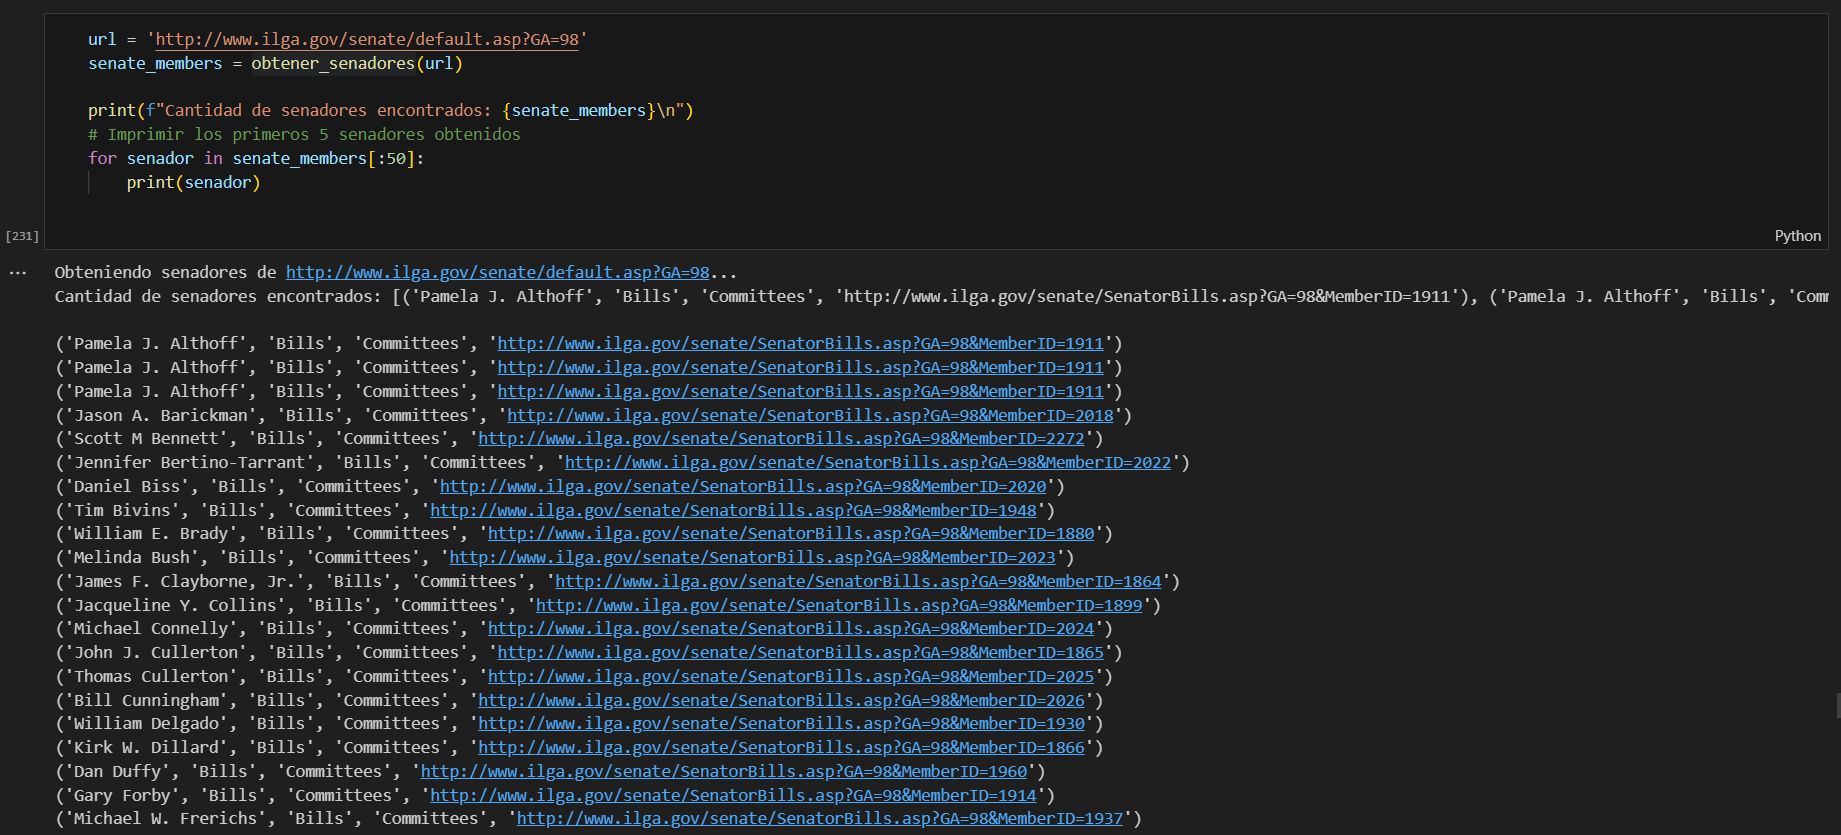 url = 'http://www.ilga.gov/senate/default.asp?GA=98'
senate_members = obtener_senadores(url)
print(f"Cantidad de senadores encontrados: {senate_members}\n")
# Imprimir los primeros 5 senadores obtenidos
for senador in senate_members[:50]:
print(senador)
[231]
Python
... Obteniendo senadores de http://www.ilga.gov/senate/default.asp?GA=98...
Cantidad de senadores encontrados: [('Pamela J. Althoff', 'Bills', 'Committees', 'http://www.ilga.gov/senate/SenatorBills.asp?GA=98&MemberID=1911'), ('Pamela J. Althoff', 'Bills', 'Com
('Pamela J. Althoff', 'Bills', 'Committees', 'http://www.ilga.gov/senate/SenatorBills.asp?GA=98&MemberID=1911')
('Pamela J. Althoff', 'Bills', 'Committees', 'http://www.ilga.gov/senate/SenatorBills.asp?GA=98&MemberID=1911')
('Pamela J. Althoff', 'Bills', 'Committees', 'http://www.ilga.gov/senate/SenatorBills.asp?GA=98&MemberID=1911')
('Jason A. Barickman', 'Bills', 'Committees', 'http://www.ilga.gov/senate/SenatorBills.asp?GA=98&MemberID=2018')
('Scott M Bennett', 'Bills', 'Committees', 'http://www.ilga.gov/senate/SenatorBills.asp?GA=98&MemberID=2272')
('Jennifer Bertino-Tarrant', 'Bills', 'Committees', 'http://www.ilga.gov/senate/SenatorBills.asp?GA=98&MemberID=2022')
('Daniel Biss', 'Bills', 'Committees', 'http://www.ilga.gov/senate/SenatorBills.asp?GA=98&MemberID=2020')
('Tim Bivins', 'Bills', 'Committees', 'http://www.ilga.gov/senate/SenatorBills.asp?GA=98&MemberID=1948')
('William E. Brady', 'Bills', 'Committees', 'http://www.ilga.gov/senate/SenatorBills.asp?GA=98&MemberID=1880')
('Melinda Bush', 'Bills', 'Committees', 'http://www.ilga.gov/senate/SenatorBills.asp?GA=98&MemberID=2023')
('James F. Clayborne, Jr.', 'Bills', 'Committees', 'http://www.ilga.gov/senate/SenatorBills.asp?GA=98&MemberID=1864')
('Jacqueline Y. Collins', 'Bills', 'Committees', 'http://www.ilga.gov/senate/SenatorBills.asp?GA=98&MemberID=1899')
('Michael Connelly', 'Bills', 'Committees', 'http://www.ilga.gov/senate/SenatorBills.asp?GA=98&MemberID=2024')
('John J. Cullerton', 'Bills', 'Committees', 'http://www.ilga.gov/senate/SenatorBills.asp?GA=98&MemberID=1865')
('Thomas Cullerton', 'Bills', 'Committees', 'http://www.ilga.gov/senate/SenatorBills.asp?GA=98&MemberID=2025')
('Bill Cunningham', 'Bills', 'Committees', 'http://www.ilga.gov/senate/SenatorBills.asp?GA=98&MemberID=2026')
('William Delgado', 'Bills', 'Committees', 'http://www.ilga.gov/senate/SenatorBills.asp?GA=98&MemberID=1930')
('Kirk W. Dillard', 'Bills', 'Committees', 'http://www.ilga.gov/senate/SenatorBills.asp?GA=98&MemberID=1866')
('Dan Duffy', 'Bills', 'Committees', 'http://www.ilga.gov/senate/SenatorBills.asp?GA=98&MemberID=1960')
('Gary Forby', 'Bills', 'Committees', 'http://www.ilga.gov/senate/SenatorBills.asp?GA=98&MemberID=1914')
('Michael W. Frerichs', 'Bills', 'Committees', 'http://www.ilga.gov/senate/SenatorBills.asp?GA=98&MemberID=1937')